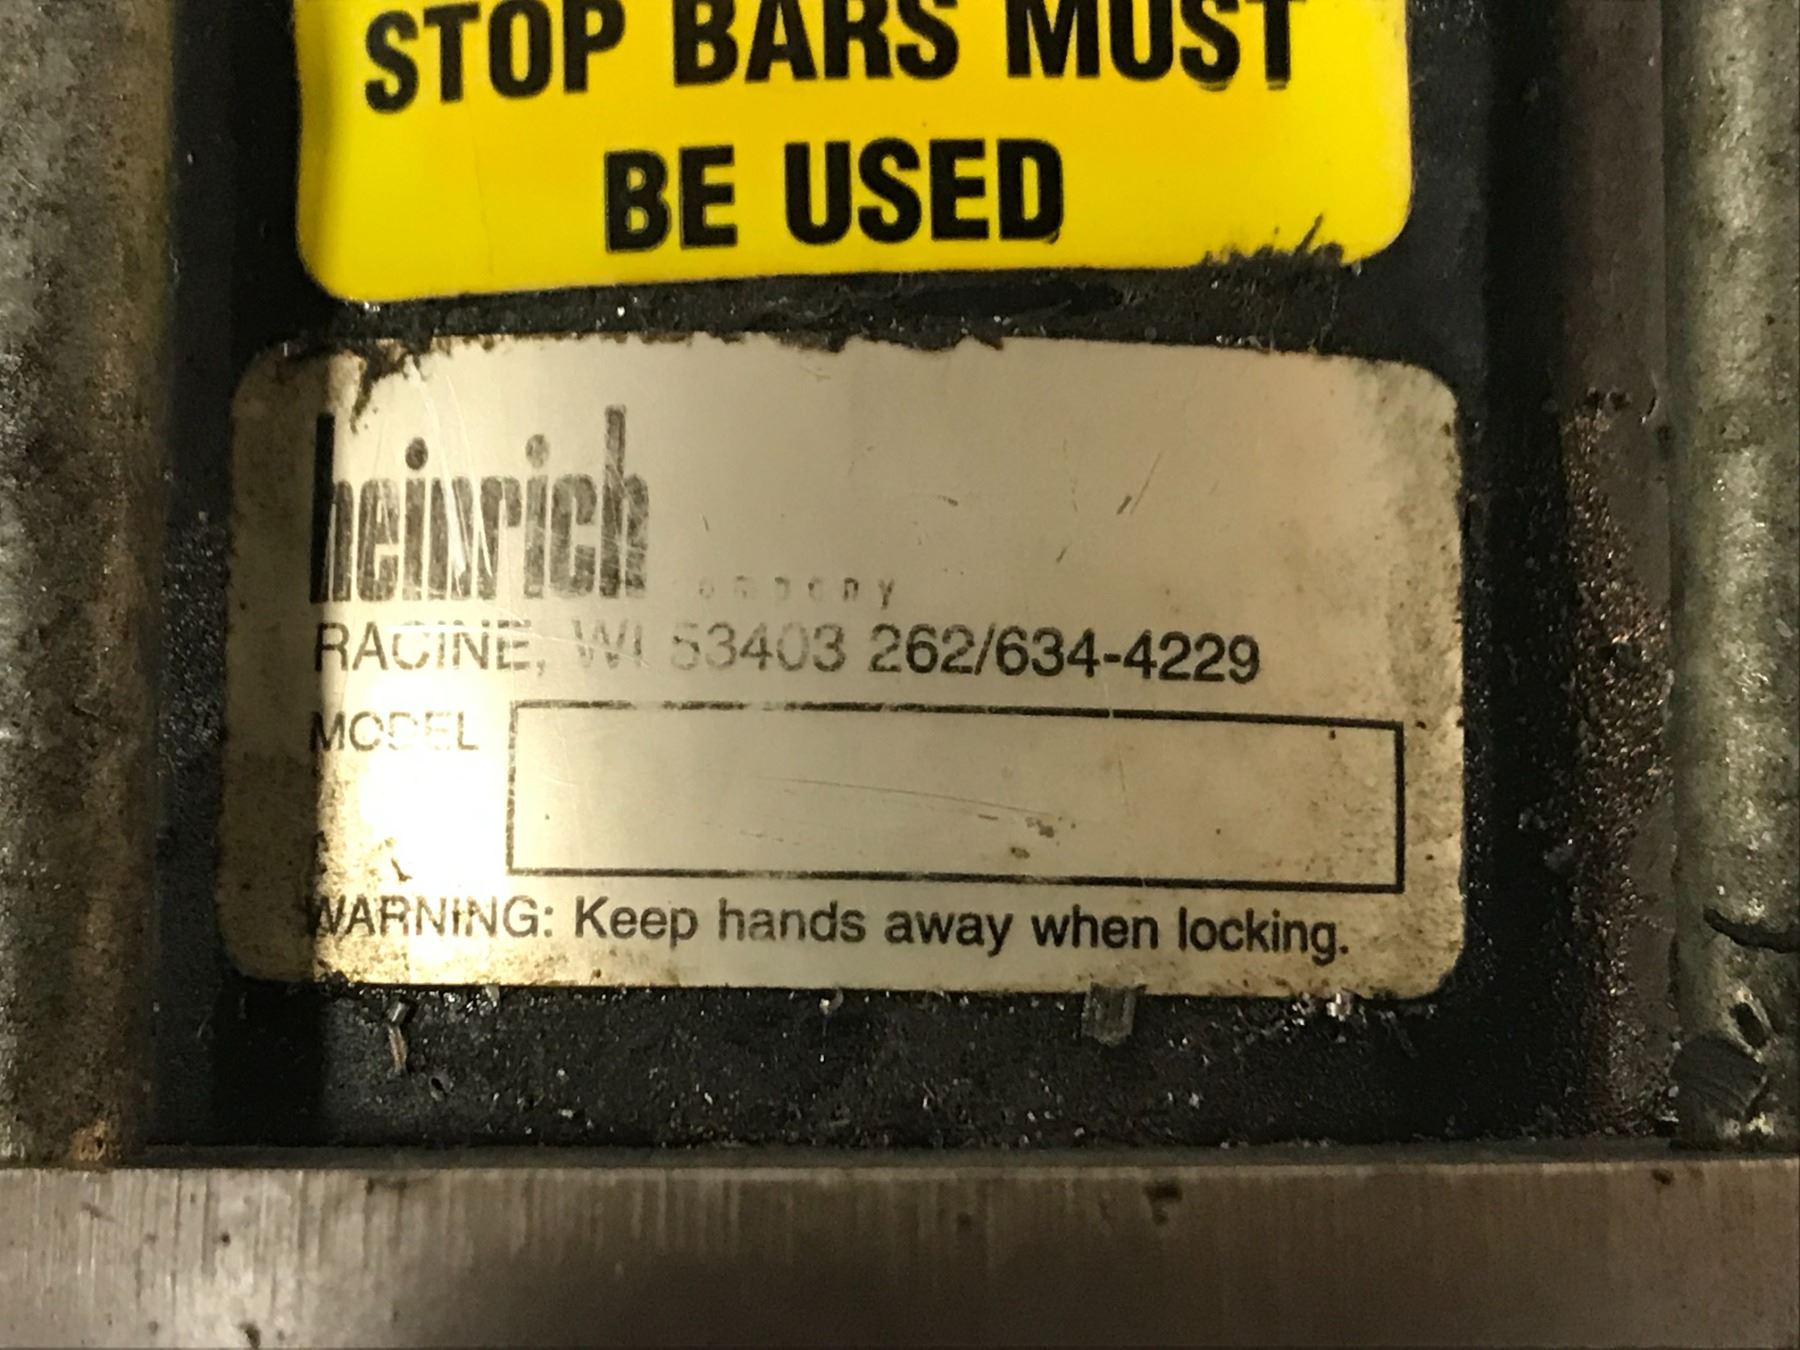 STOP BARS MUST
BE USED
heinrich company
RACINE, WI 53403 262/634-4229
MODEL
WARNING: Keep hands away when locking.